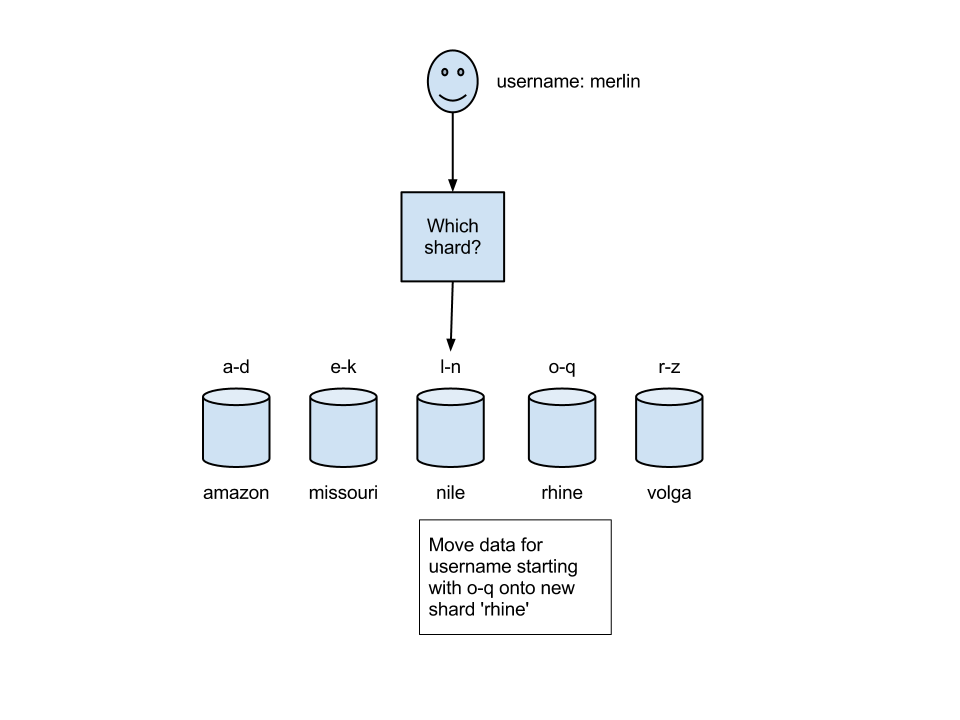 username: merlin
Which
shard?
a-d
e-k
l-n
o-q
r-z
amazon
missouri
nile
rhine
volga
Move data for
username starting
with o-q onto new
shard 'rhine'